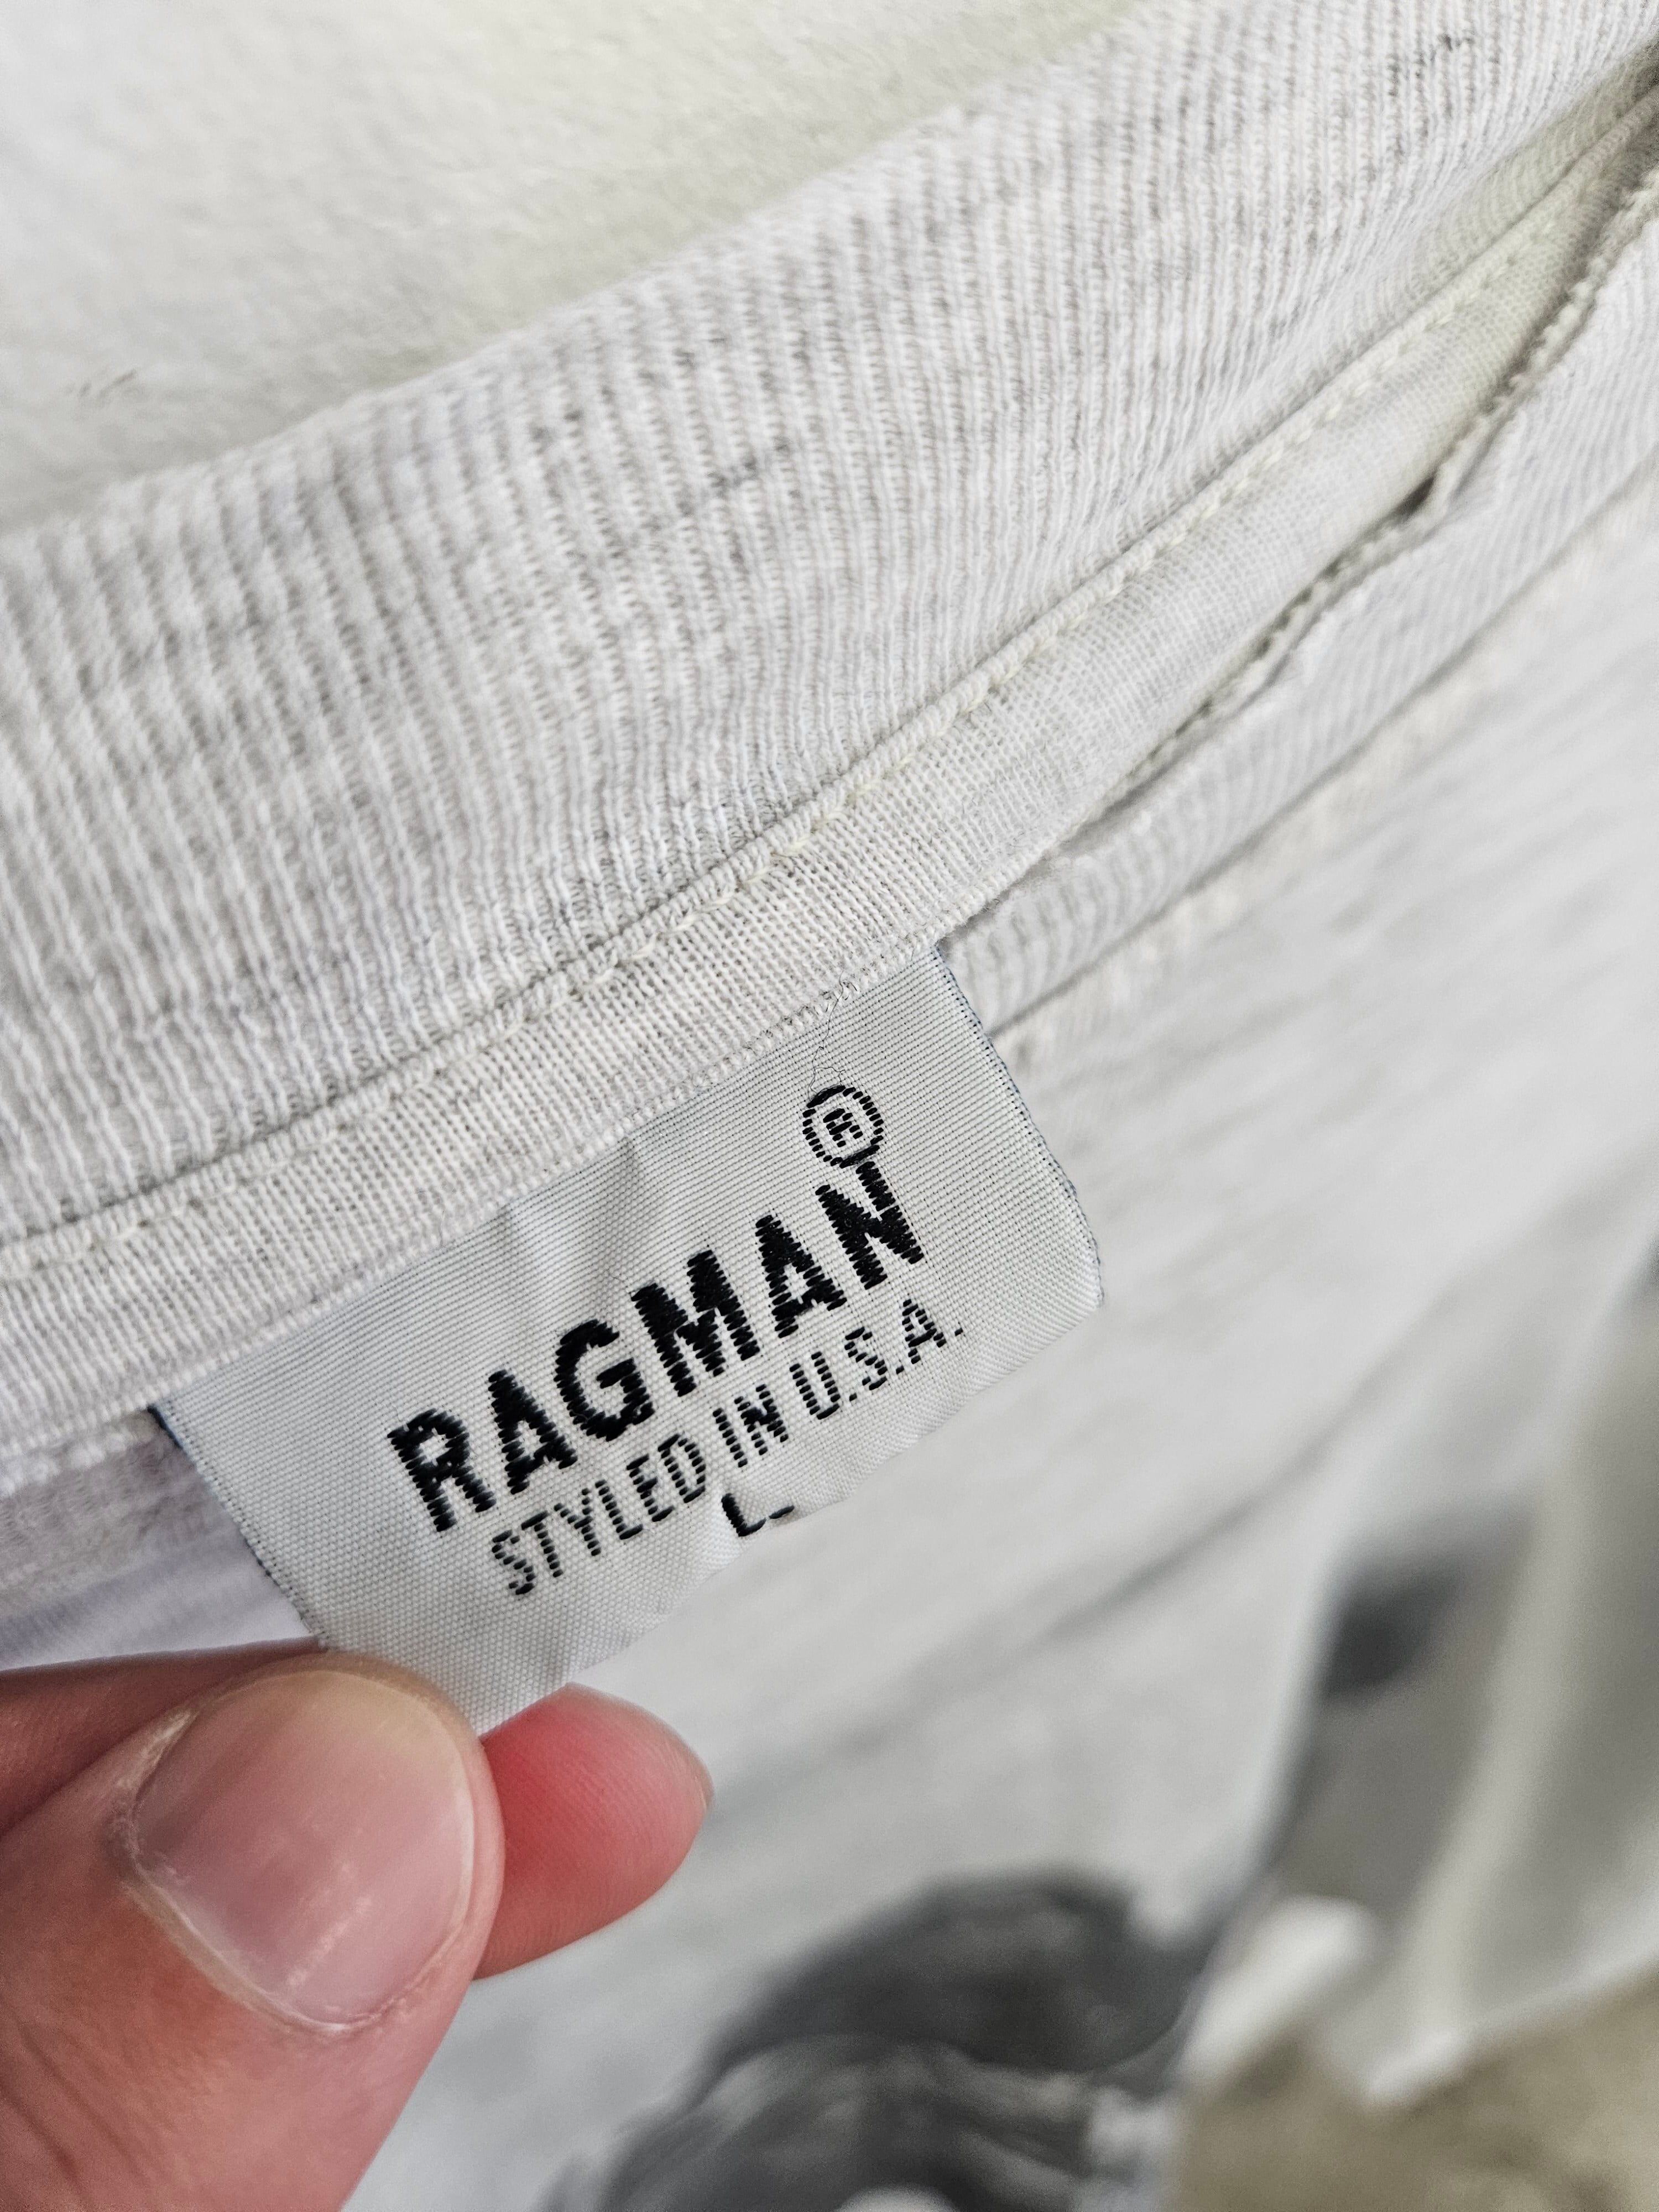 RAGMAN®
STYLED IN U.S.A.
L-